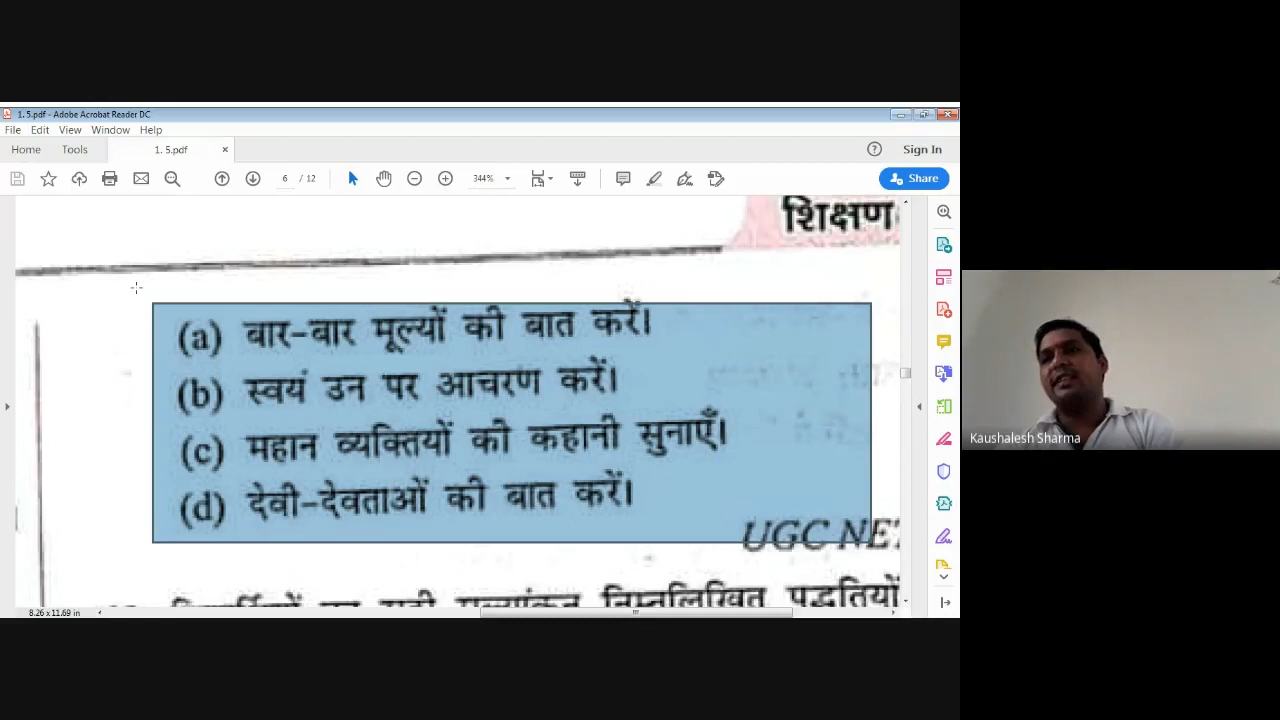 1. 5.pdf - Adobe Acrobat Reader DC
File Edit View Window Help
Home Tools 1. 5.pdf × Sign In
6 / 12 344% Share
शिक्षण
(a) बार-बार मूल्यों की बात करें।
(b) स्वयं उन पर आचरण करें।
(c) महान व्यक्तियों की कहानी सुनाएँ।
(d) देवी-देवताओं की बात करें।
UGC NET
मूल्यांकन निम्नलिखित पद्धतियों
8.26 x 11.69 in
Kaushalesh Sharma